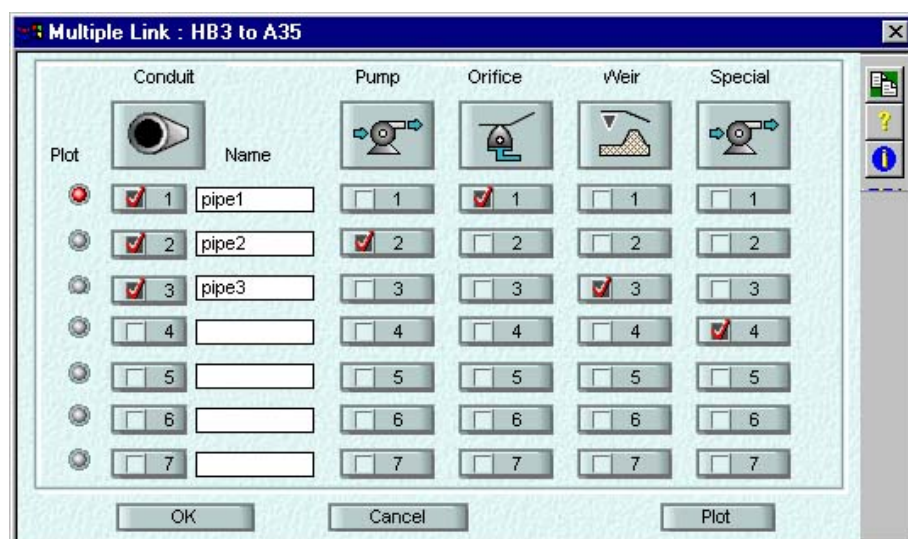 Multiple Link : HB3 to A35
Conduit Pump Orifice Weir Special
Plot Name
1 pipe1 1 1 1 1
2 pipe2 2 2 2 2
3 pipe3 3 3 3 3
4 4 4 4 4
5 5 5 5 5
6 6 6 6 6
7 7 7 7 7
OK Cancel Plot